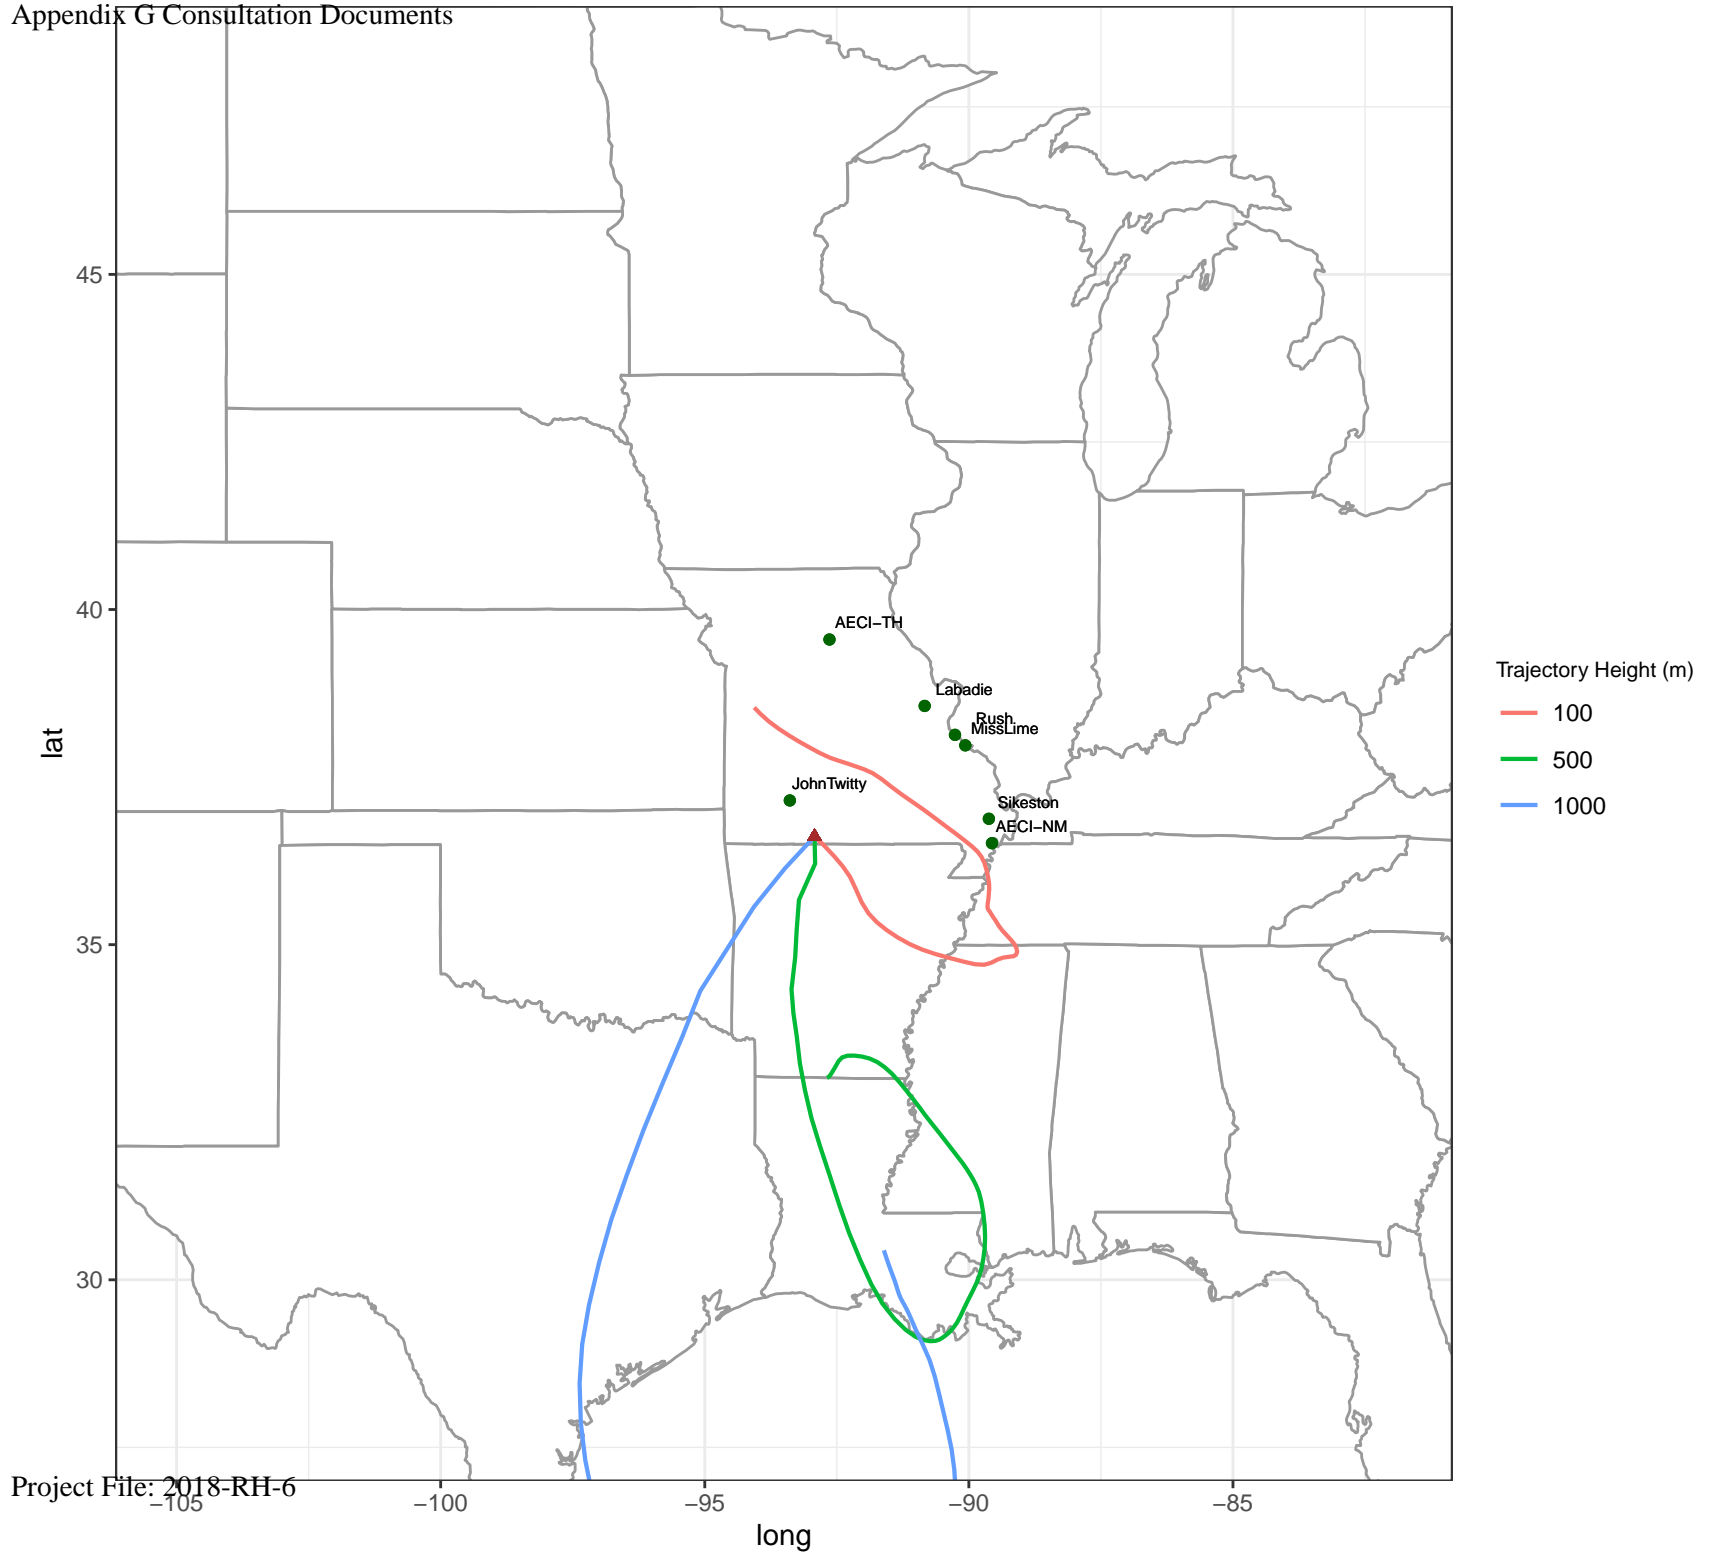 Appendix G Consultation Documents
45
40
35
30
lat
AECI−TH
Labadie
Rush
MissLime
JohnTwitty
Sikeston
AECI−NM
Trajectory Height (m)
100
500
1000
Project File: 2018-RH-6
−105
−100
−95
−90
−85
long